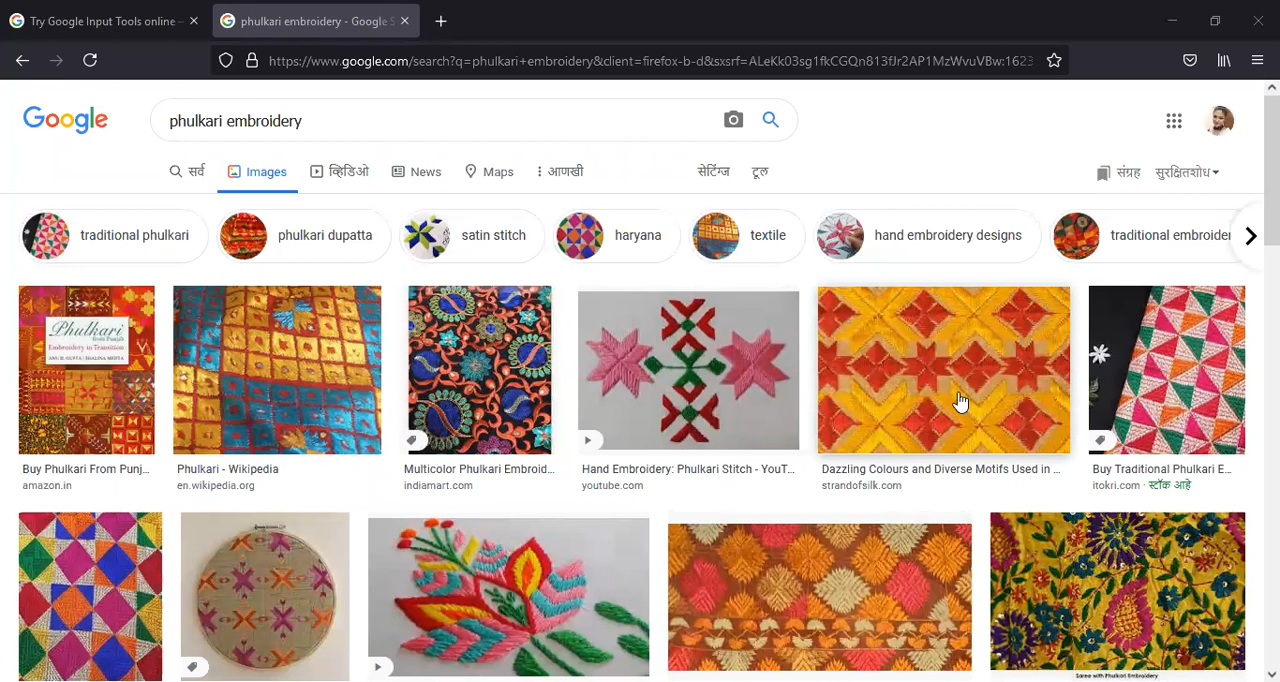 Try Google Input Tools online –
phulkari embroidery - Google S
https://www.google.com/search?q=phulkari+embroidery&client=firefox-b-d&sxsrf=ALeKk03sg1fkCGQn813fJr2AP1MzWvuVBw:1623
Google
phulkari embroidery
सर्व
Images
व्हिडिओ
News
Maps
आणखी
सेटिंग्ज
टूल
संग्रह
सुरक्षितशोध
traditional phulkari
phulkari dupatta
satin stitch
haryana
textile
hand embroidery designs
traditional embroider
Phulkari
from Punjab
Embroidery in Transition
Buy Phulkari From Punj...
amazon.in
Phulkari - Wikipedia
en.wikipedia.org
Multicolor Phulkari Embroid...
indiamart.com
Hand Embroidery: Phulkari Stitch - YouT...
youtube.com
Dazzling Colours and Diverse Motifs Used in ...
strandofsilk.com
Buy Traditional Phulkari E...
itokri.com · स्टॉक आहे
Saree with Phulkari Embroidery